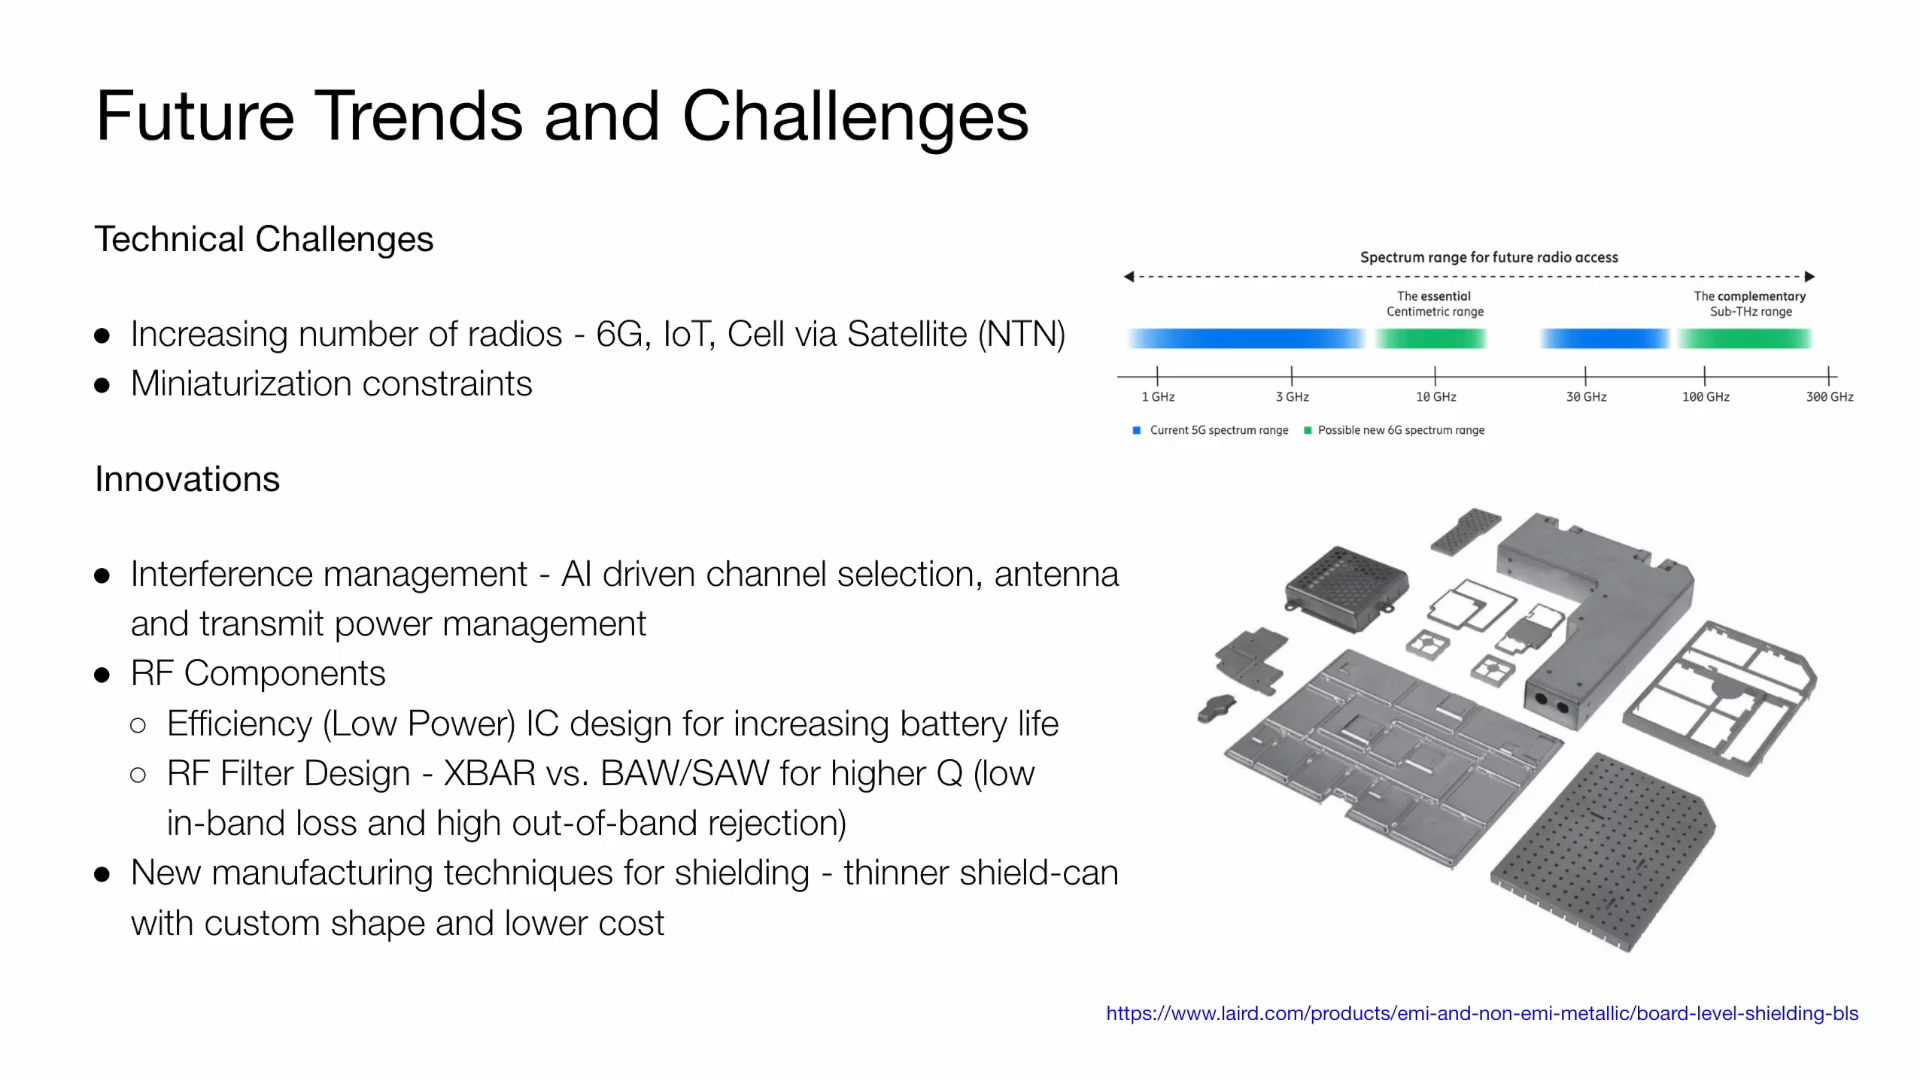 Future Trends and Challenges
Technical Challenges
● Increasing number of radios - 6G, IoT, Cell via Satellite (NTN)
● Miniaturization constraints
Innovations
● Interference management - AI driven channel selection, antenna
and transmit power management
● RF Components
○ Efficiency (Low Power) IC design for increasing battery life
○ RF Filter Design - XBAR vs. BAW/SAW for higher Q (low
in-band loss and high out-of-band rejection)
● New manufacturing techniques for shielding - thinner shield-can
with custom shape and lower cost
Spectrum range for future radio access
The essential
Centimetric range
The complementary
Sub-THz range
1 GHz 3 GHz 10 GHz 30 GHz 100 GHz 300 GHz
Current 5G spectrum range Possible new 6G spectrum range
https://www.laird.com/products/emi-and-non-emi-metallic/board-level-shielding-bls